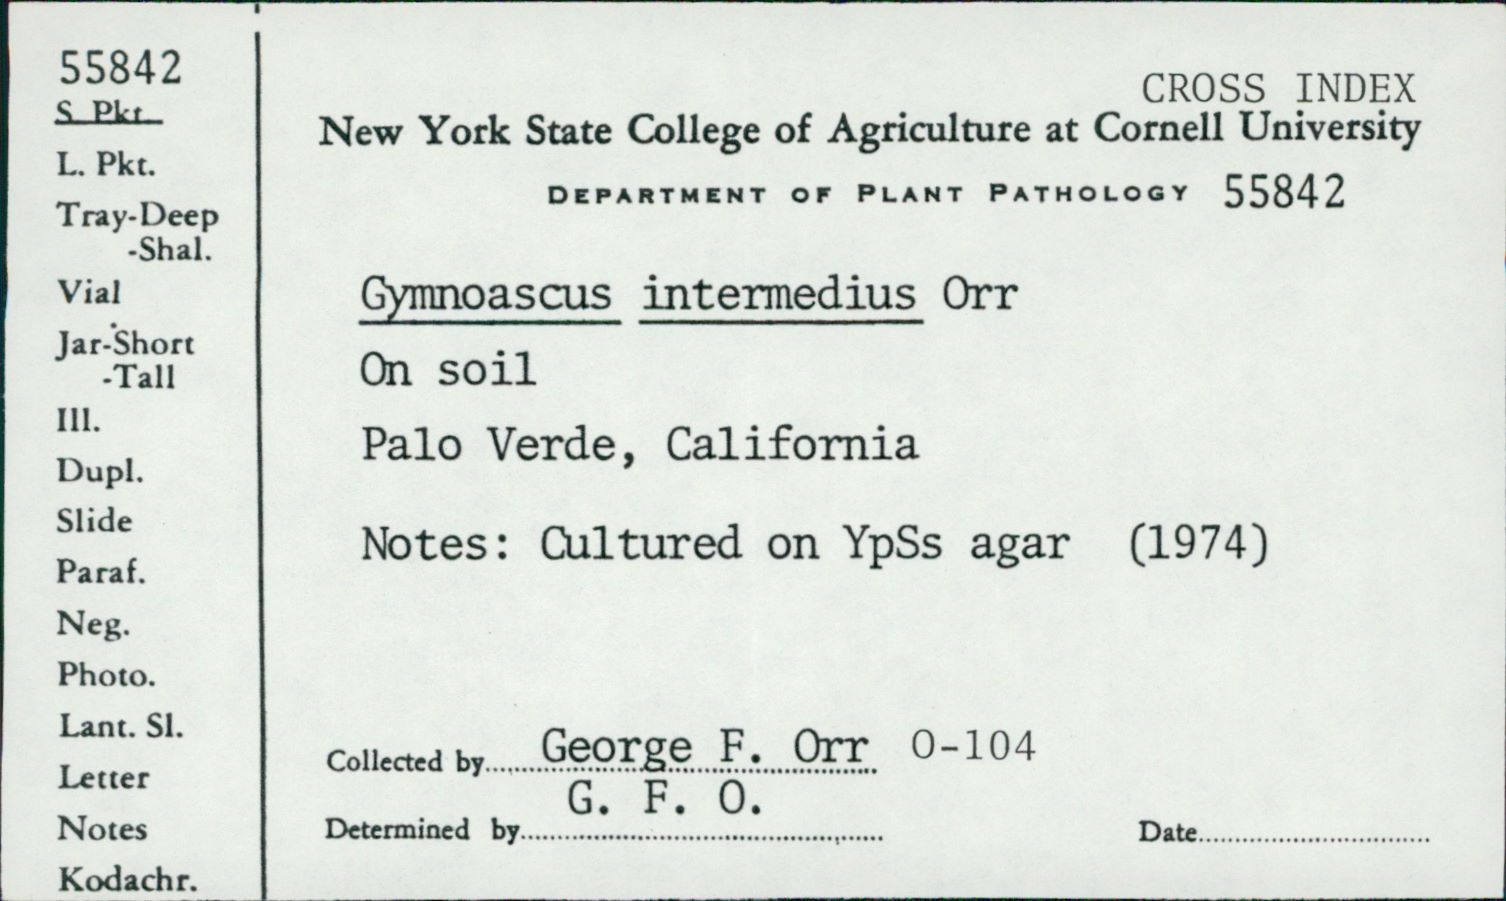 55842
S. Pkt.
L. Pkt.
Tray-Deep
-Shal.
Vial
Jar-Short
-Tall
Ill.
Dupl.
Slide
Paraf.
Neg.
Photo.
Lant. Sl.
Letter
Notes
Kodachr.
CROSS INDEX
New York State College of Agriculture at Cornell University
DEPARTMENT OF PLANT PATHOLOGY 55842
Gymnoascus intermedius Orr
On soil
Palo Verde, California
Notes: Cultured on YpSs agar (1974)
Collected by George F. Orr O-104
Determined by G. F. O.
Date